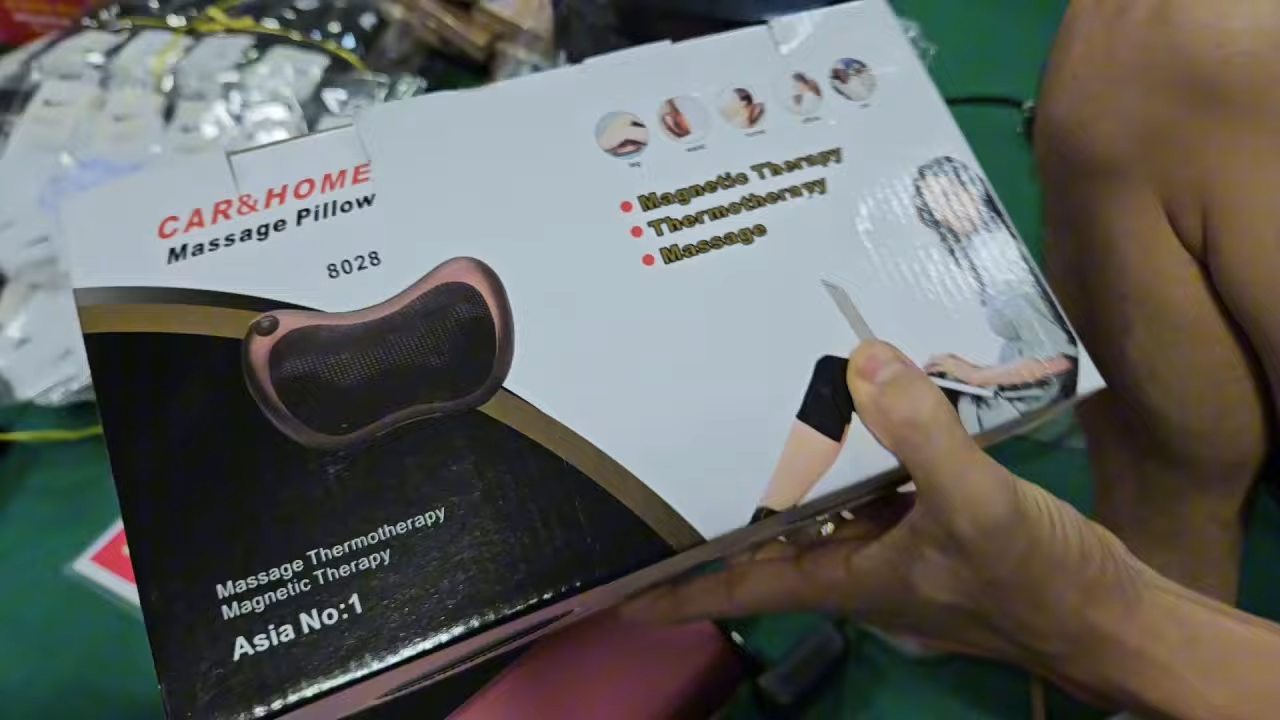 CAR&HOME
Massage Pillow
8028
Magnetic Therapy
Thermotherapy
Massage
Massage Thermotherapy
Magnetic Therapy
Asia No:1